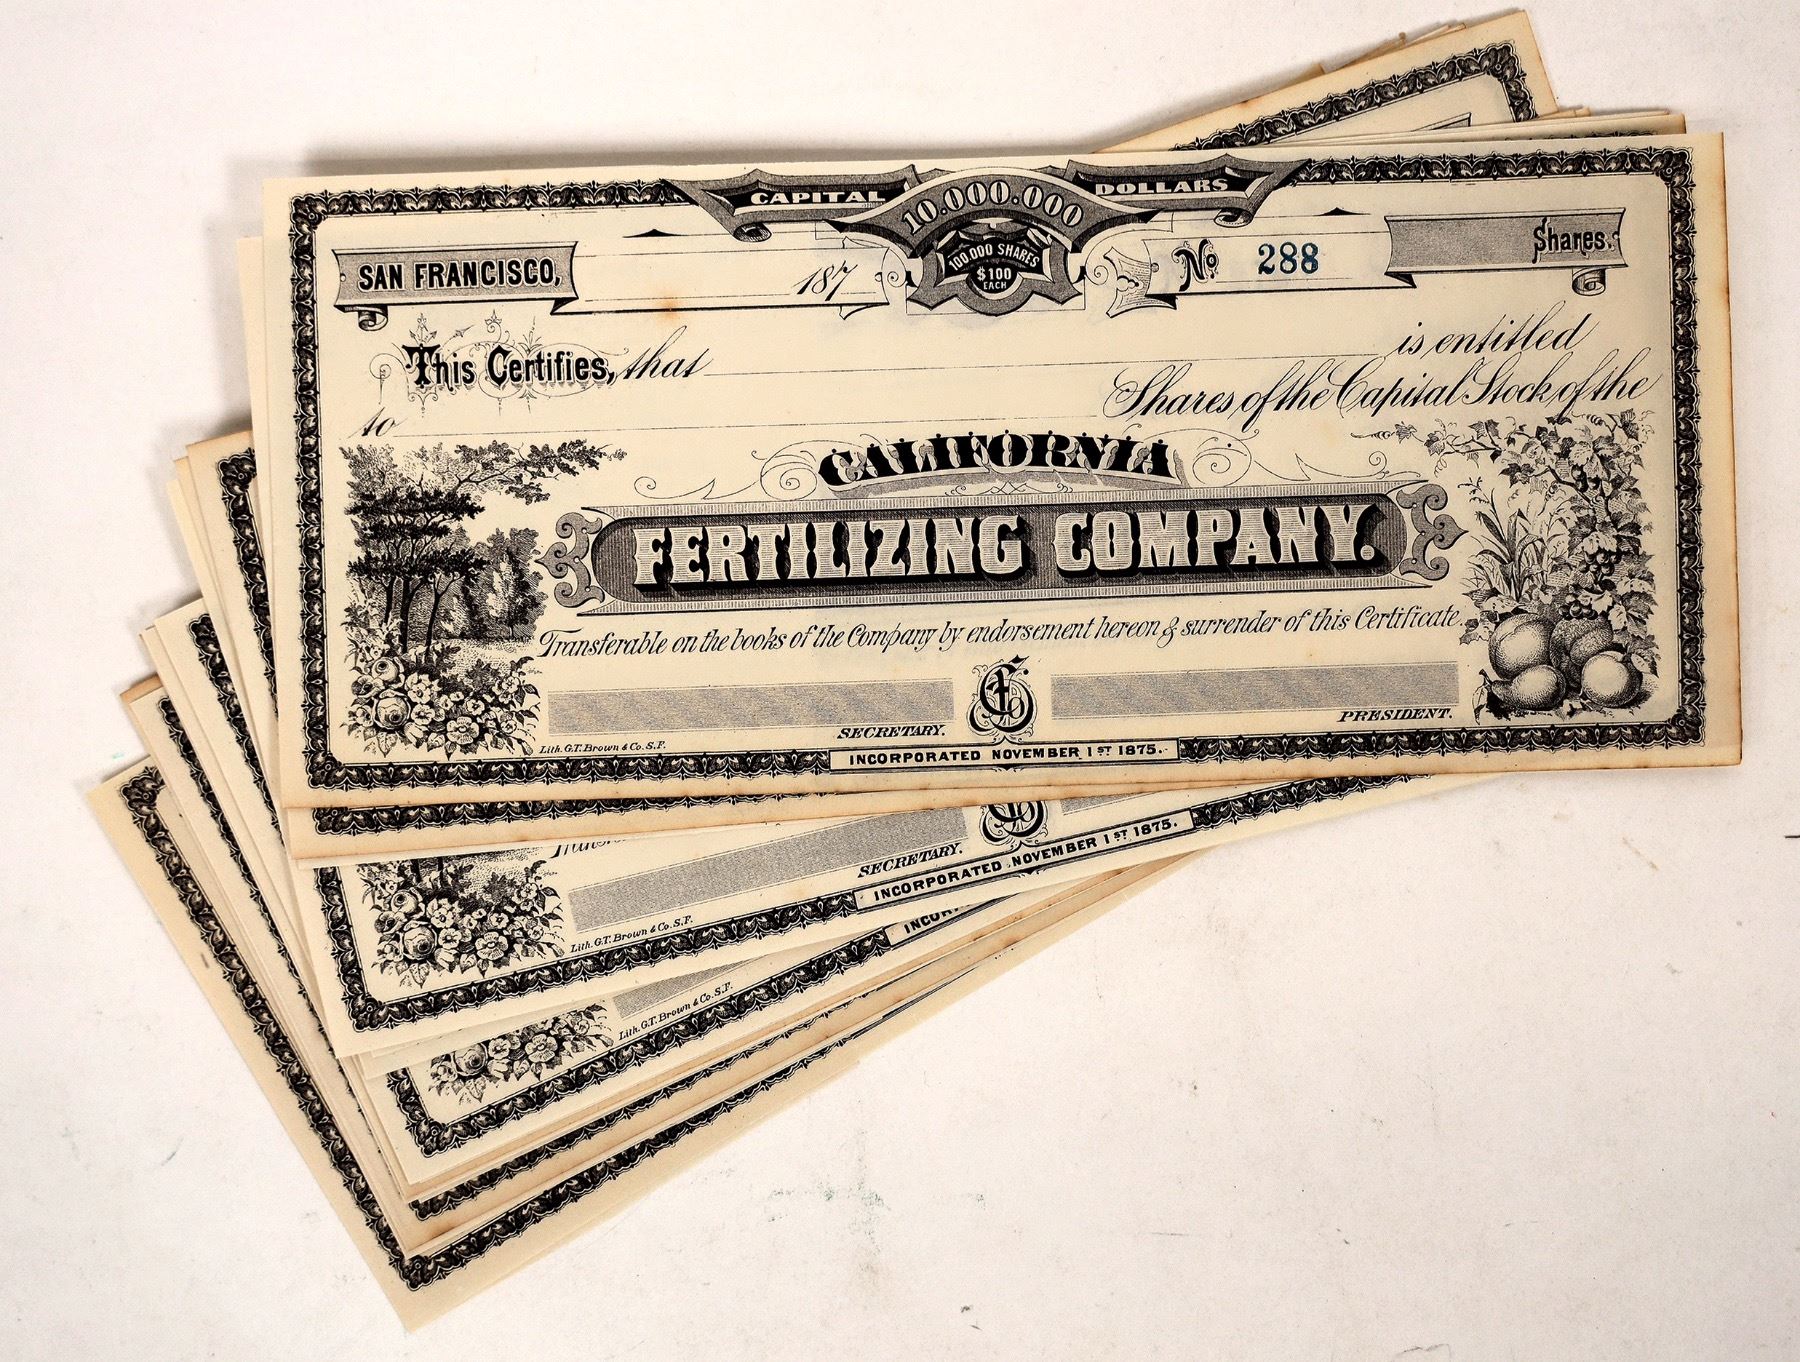 CAPITAL 10.000.000 DOLLARS
SAN FRANCISCO, 187
100.000 SHARES
$100
EACH
No 288
Shares.
This Certifies, that is entitled
to Shares of the Capital Stock of the
CALIFORNIA
FERTILIZING COMPANY.
Transferable on the books of the Company by endorsement hereon & surrender of this Certificate.
SECRETARY.
PRESIDENT.
Lith. G.T. Brown & Co. S.F.
INCORPORATED NOVEMBER 1ST 1875.
SECRETARY.
Lith. G.T. Brown & Co. S.F.
INCORPORATED NOVEMBER 1ST 1875.
Lith. G.T. Brown & Co. S.F.